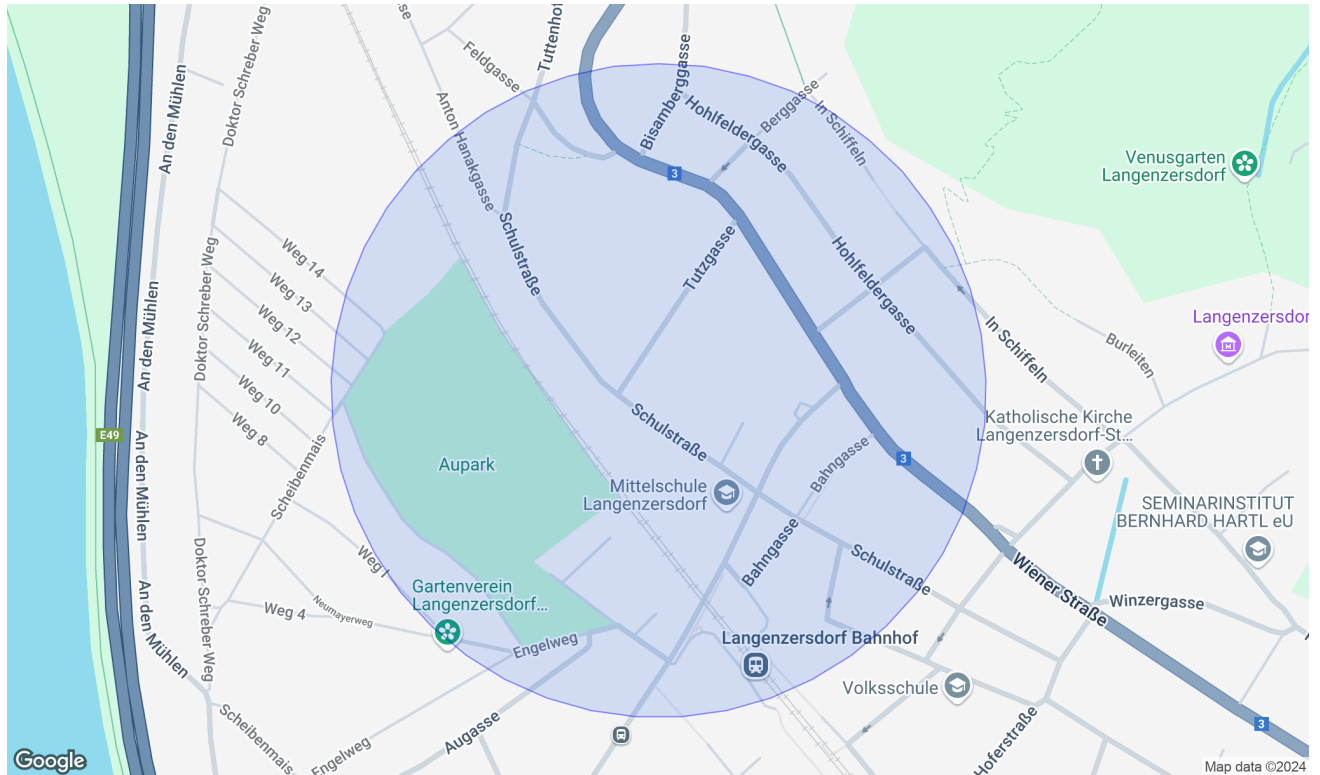 Doktor Schreber Weg
Feldgasse
Tuttenhof
An den Mühlen
Anton Hanakgasse
Bisamberggasse
Hohlfeldergasse
Berggasse
In Schiffeln
3
Venusgarten
Langenzersdorf
Weg 14
Weg 13
Weg 12
Weg 11
Weg 10
Weg 8
Doktor Schreber Weg
An den Mühlen
Schulstraße
Tutzgasse
Hohlfeldergasse
In Schiffeln
Langenzersdor
Burleiten
E49
An den Mühlen
Scheibenmais
Aupark
Schulstraße
Mittelschule
Langenzersdorf
Bahngasse
3
Katholische Kirche
Langenzersdorf-St...
SEMINARINSTITUT
BERNHARD HARTL eU
Doktor Schreber Weg
Weg I
Gartenverein
Langenzersdorf...
Bahngasse
Schulstraße
Wiener Straße
Winzergasse
An den Mühlen
Weg 4
Neumayerweg
Engelweg
Langenzersdorf Bahnhof
Volksschule
Scheibenmais
Engelweg
Augasse
Hoferstraße
3
Google
Map data ©2024